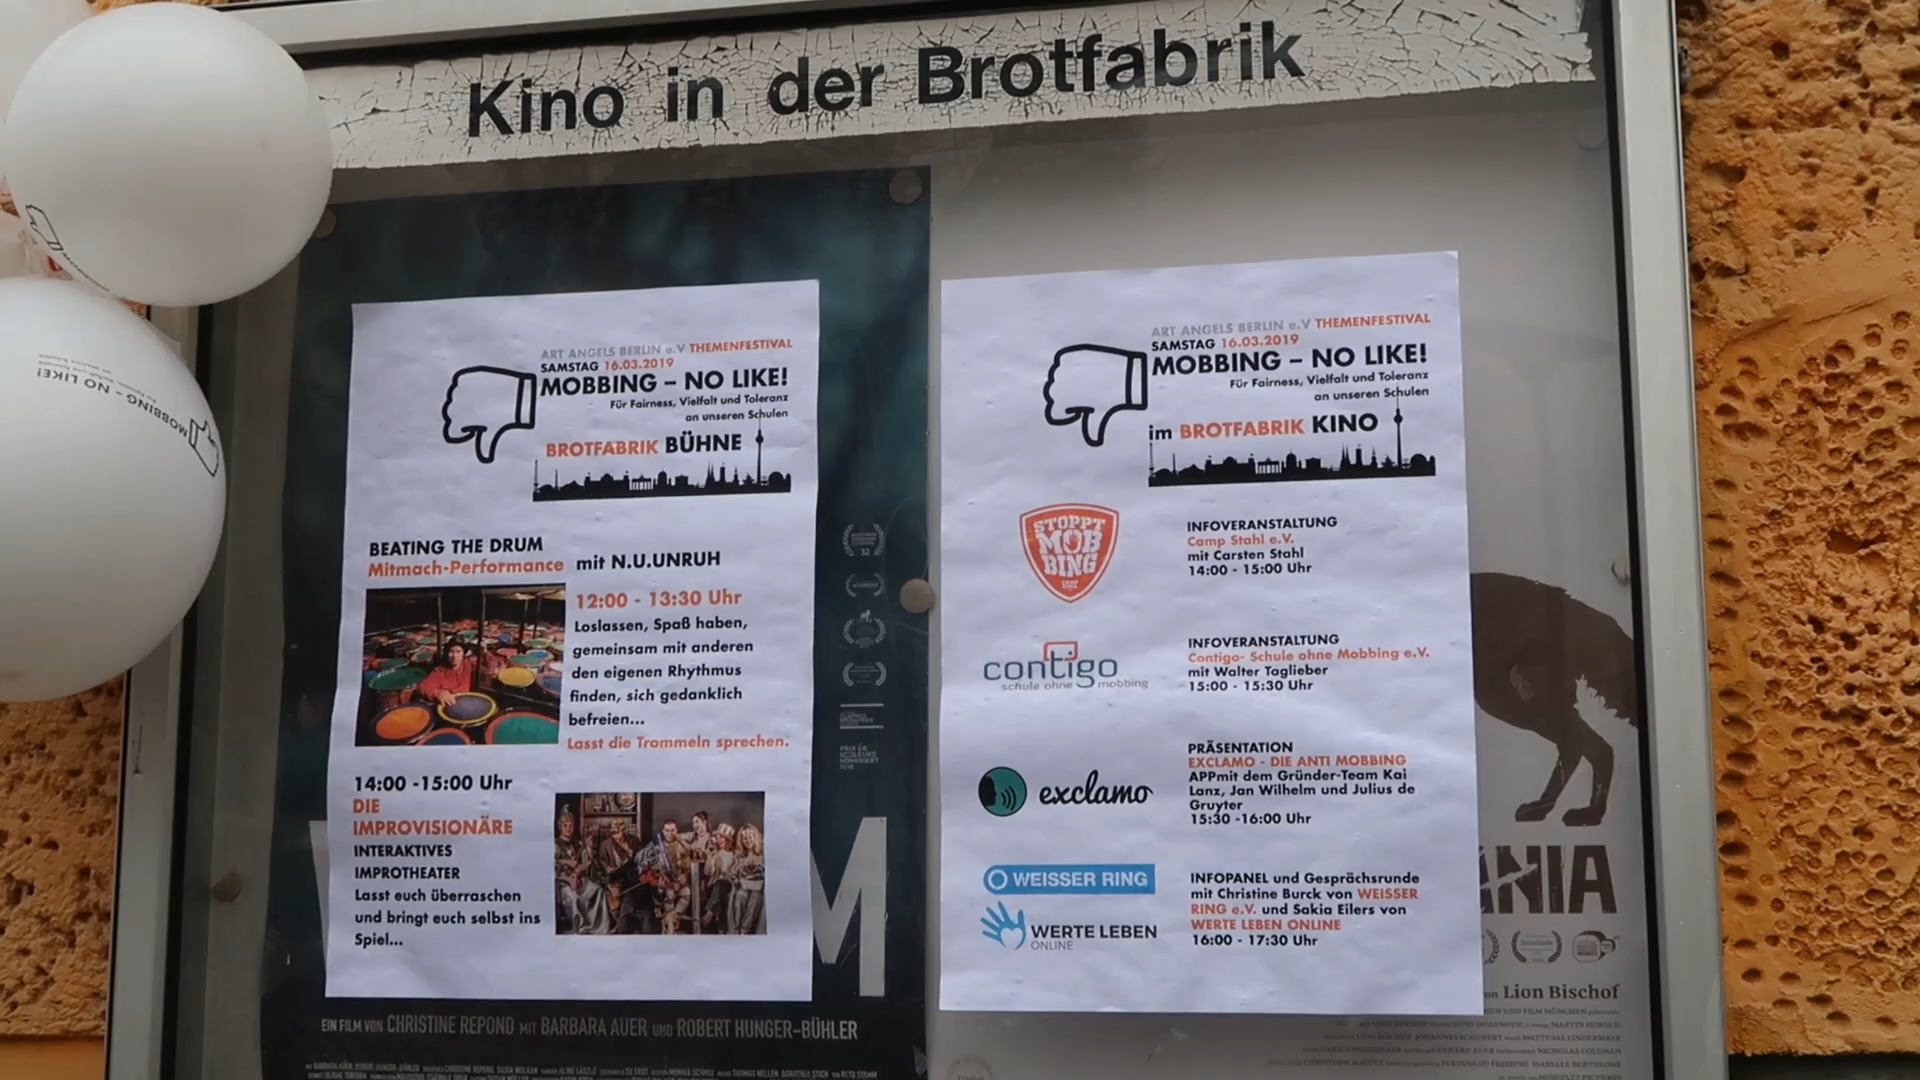 Kino in der Brotfabrik
MOBBING - NO LIKE!
ART ANGELS BERLIN e.V THEMENFESTIVAL
SAMSTAG 16.03.2019
MOBBING – NO LIKE!
Für Fairness, Vielfalt und Toleranz
an unseren Schulen
BROTFABRIK BÜHNE
BEATING THE DRUM
Mitmach-Performance mit N.U.UNRUH
12:00 - 13:30 Uhr
Loslassen, Spaß haben,
gemeinsam mit anderen
den eigenen Rhythmus
finden, sich gedanklich
befreien...
Lasst die Trommeln sprechen.
14:00 -15:00 Uhr
DIE
IMPROVISIONÄRE
INTERAKTIVES
IMPROTHEATER
Lasst euch überraschen
und bringt euch selbst ins
Spiel...
M
EIN FILM VON CHRISTINE REPOND MIT BARBARA AUER UND ROBERT HUNGER-BÜHLER
ART ANGELS BERLIN e.V THEMENFESTIVAL
SAMSTAG 16.03.2019
MOBBING – NO LIKE!
Für Fairness, Vielfalt und Toleranz
an unseren Schulen
im BROTFABRIK KINO
STOPPT
MOB
BING
CAMP
STAHL
INFOVERANSTALTUNG
Camp Stahl e.V.
mit Carsten Stahl
14:00 - 15:00 Uhr
contigo
schule ohne mobbing
INFOVERANSTALTUNG
Contigo- Schule ohne Mobbing e.V.
mit Walter Taglieber
15:00 - 15:30 Uhr
exclamo
PRÄSENTATION
EXCLAMO - DIE ANTI MOBBING
APPmit dem Gründer-Team Kai
Lanz, Jan Wilhelm und Julius de
Gruyter
15:30 -16:00 Uhr
WEISSER RING
WERTE LEBEN
ONLINE
INFOPANEL und Gesprächsrunde
mit Christine Burck von WEISSER
RING e.V. und Sakia Eilers von
WERTE LEBEN ONLINE
16:00 - 17:30 Uhr
ANIA
von Lion Bischof